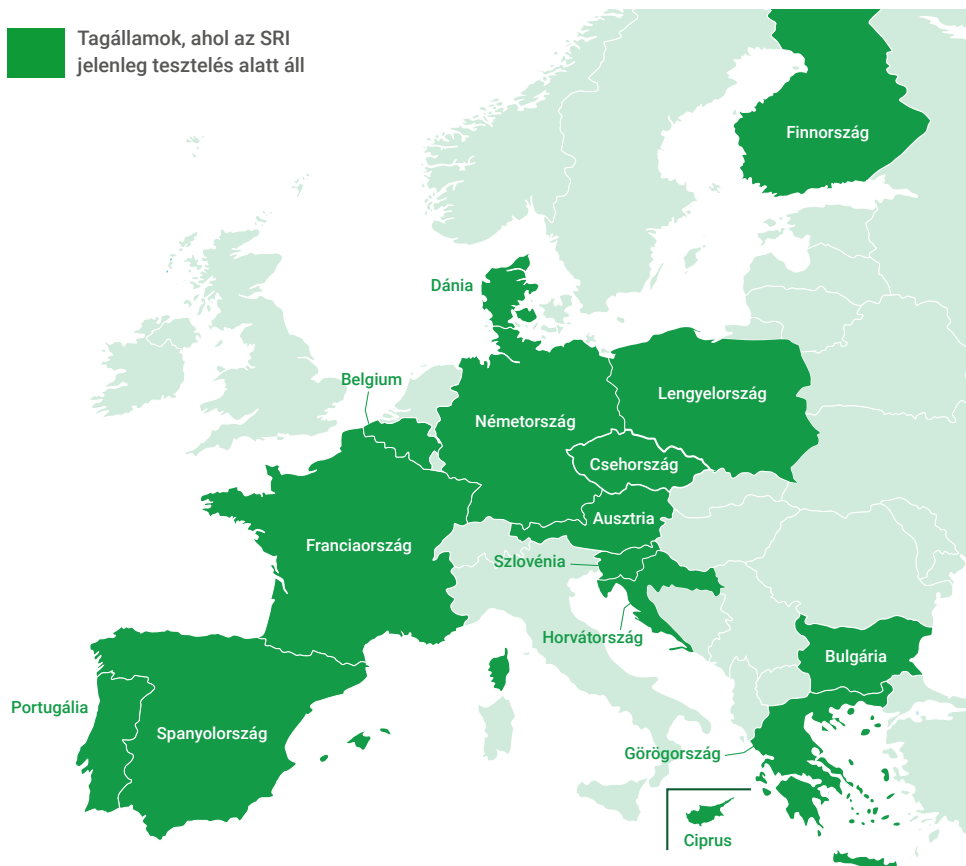 Tagállamok, ahol az SRI
jelenleg tesztelés alatt áll
Finnország
Dánia
Belgium
Lengyelország
Németország
Csehország
Ausztria
Franciaország
Szlovénia
Horvátország
Bulgária
Portugália
Spanyolország
Görögország
Ciprus